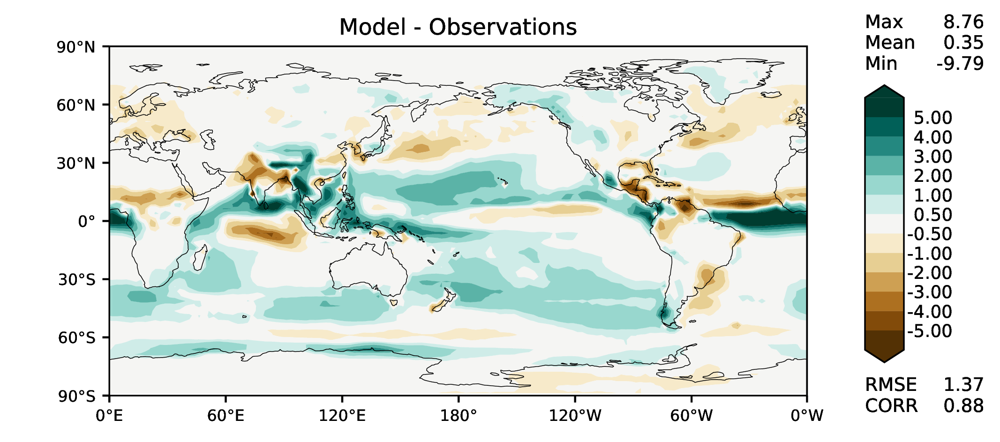 Model - Observations
Max 8.76
Mean 0.35
Min -9.79
90°N
60°N
30°N
0°
30°S
60°S
90°S
0°E 60°E 120°E 180° 120°W 60°W 0°W
5.00
4.00
3.00
2.00
1.00
0.50
-0.50
-1.00
-2.00
-3.00
-4.00
-5.00
RMSE 1.37
CORR 0.88